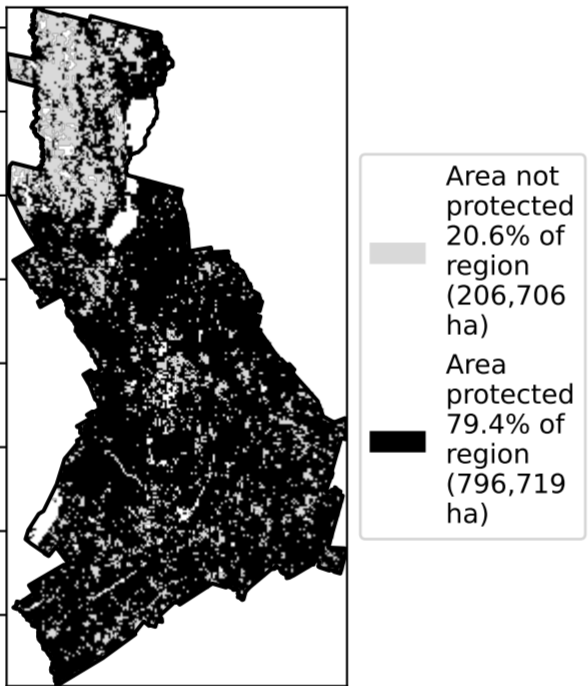 Area not
protected
20.6% of
region
(206,706
ha)
Area
protected
79.4% of
region
(796,719
ha)